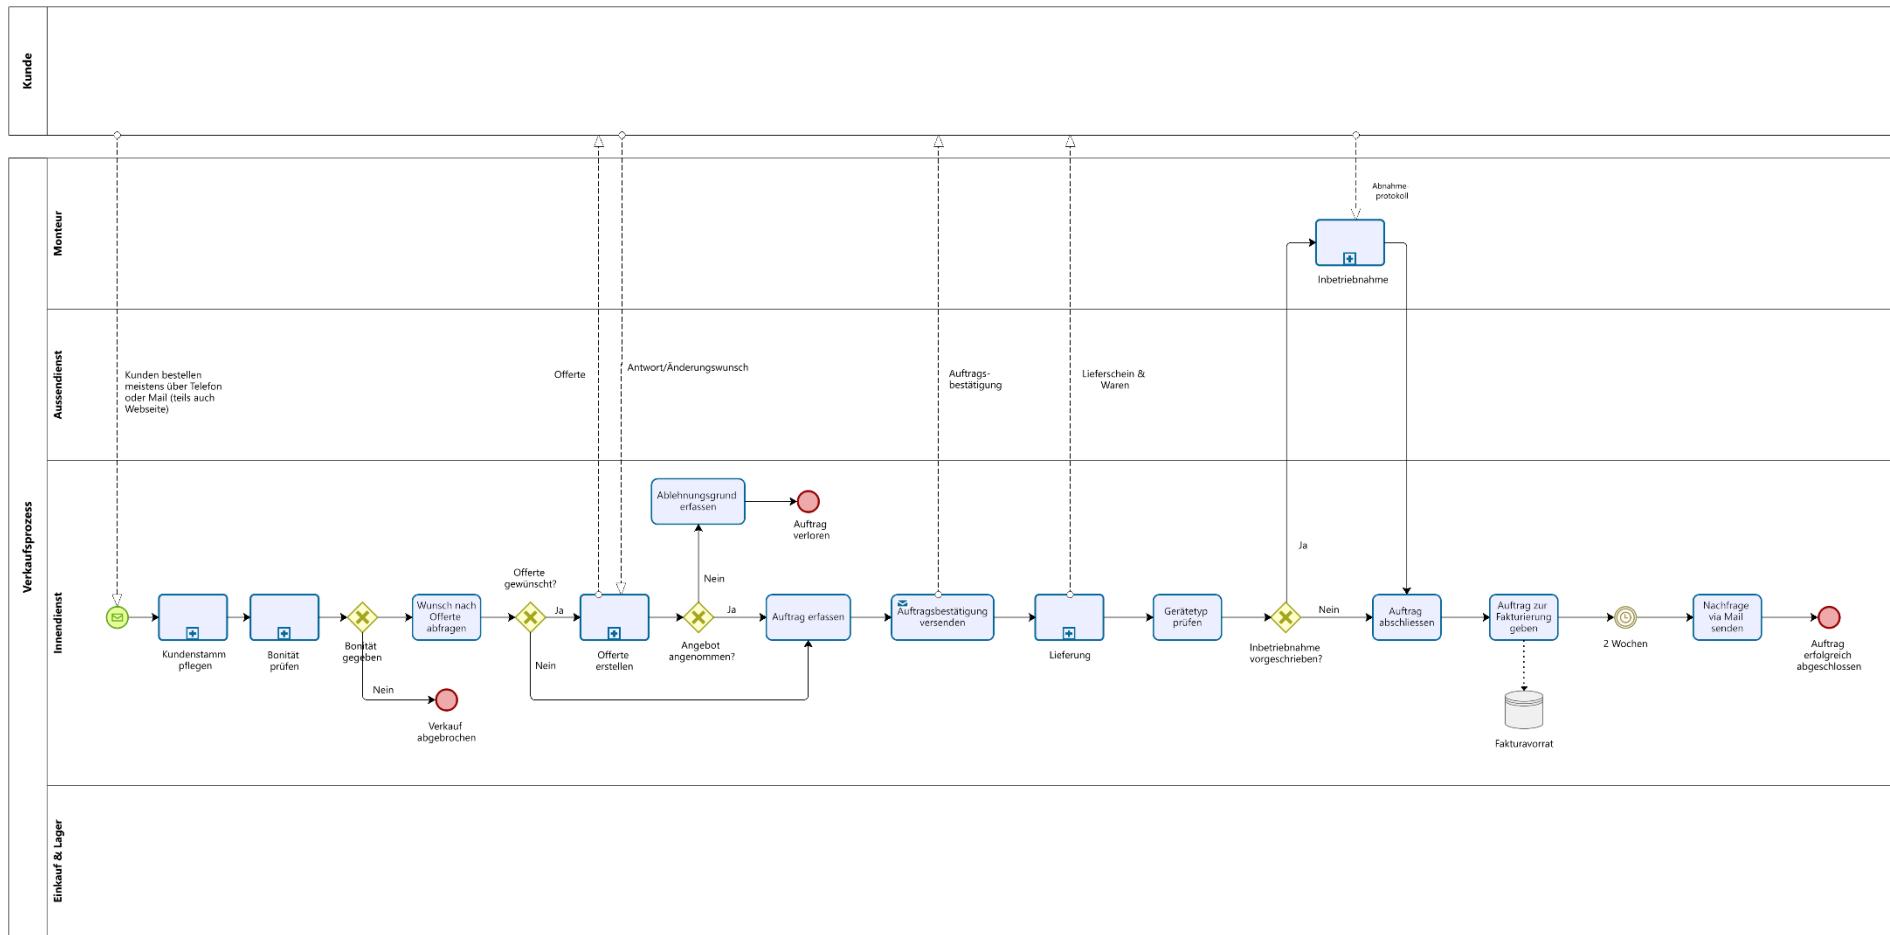 Kunde
Verkaufsprozess
Monteur
Abnahme-
protokoll
Inbetriebnahme
Aussendienst
Kunden bestellen
meistens über Telefon
oder Mail (teils auch
Webseite)
Offerte
Antwort/Änderungswunsch
Auftrags-
bestätigung
Lieferschein &
Waren
Innendienst
Kundenstamm
pflegen
Bonität
prüfen
Bonität
gegeben
Nein
Verkauf
abgebrochen
Wunsch nach
Offerte
abfragen
Offerte
gewünscht?
Ja
Nein
Offerte
erstellen
Angebot
angenommen?
Nein
Ablehnungsgrund
erfassen
Auftrag
verloren
Ja
Auftrag erfassen
Auftragsbestätigung
versenden
Lieferung
Gerätetyp
prüfen
Inbetriebnahme
vorgeschrieben?
Ja
Nein
Auftrag
abschliessen
Auftrag zur
Fakturierung
geben
Fakturavorrat
2 Wochen
Nachfrage
via Mail
senden
Auftrag
erfolgreich
abgeschlossen
Einkauf & Lager